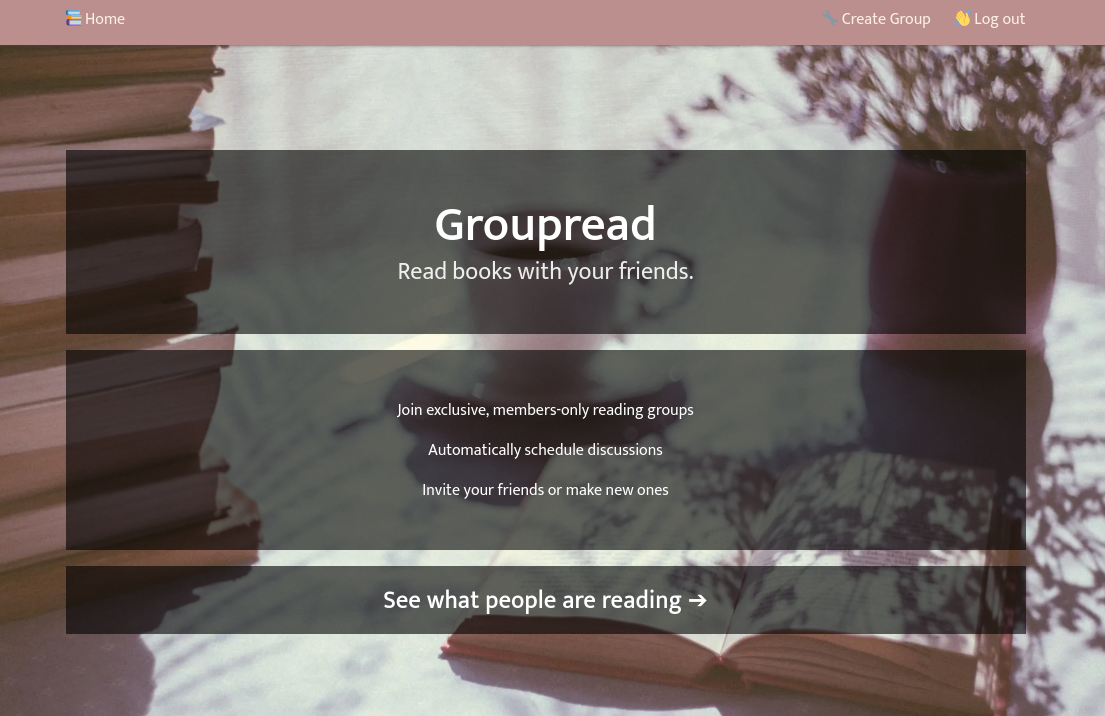 Home
Create Group
Log out
Groupread
Read books with your friends.
Join exclusive, members-only reading groups
Automatically schedule discussions
Invite your friends or make new ones
See what people are reading ➔